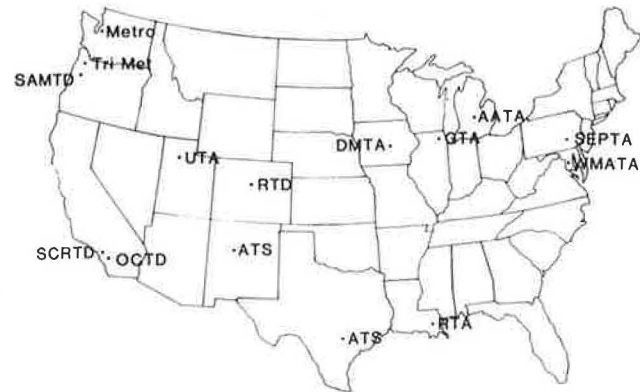 Metro
Tri Met
SAMTD
AATA
DMTA
GTA
SEPTA
WMATA
UTA
RTD
SCRTD
OCTD
ATS
RTA
ATS